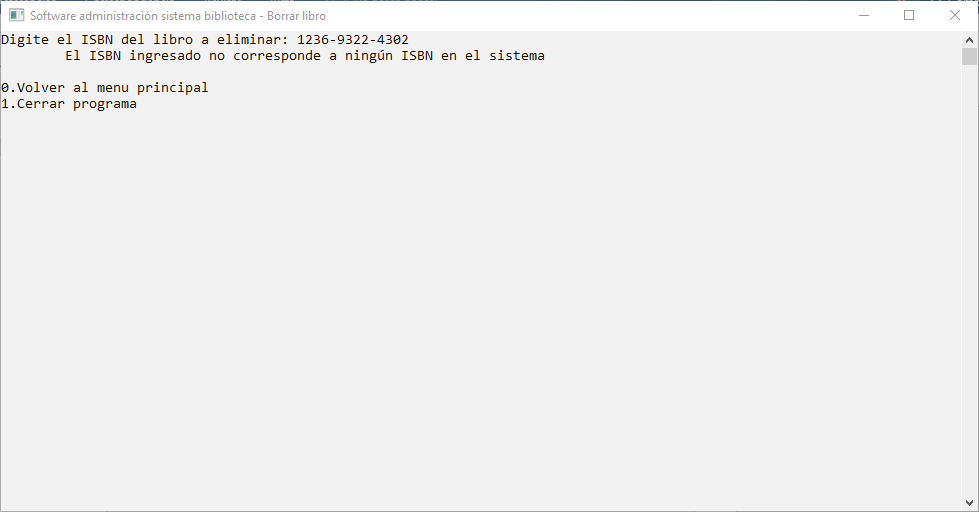 Software administración sistema biblioteca - Borrar libro
Digite el ISBN del libro a eliminar: 1236-9322-4302
El ISBN ingresado no corresponde a ningún ISBN en el sistema
0.Volver al menu principal
1.Cerrar programa